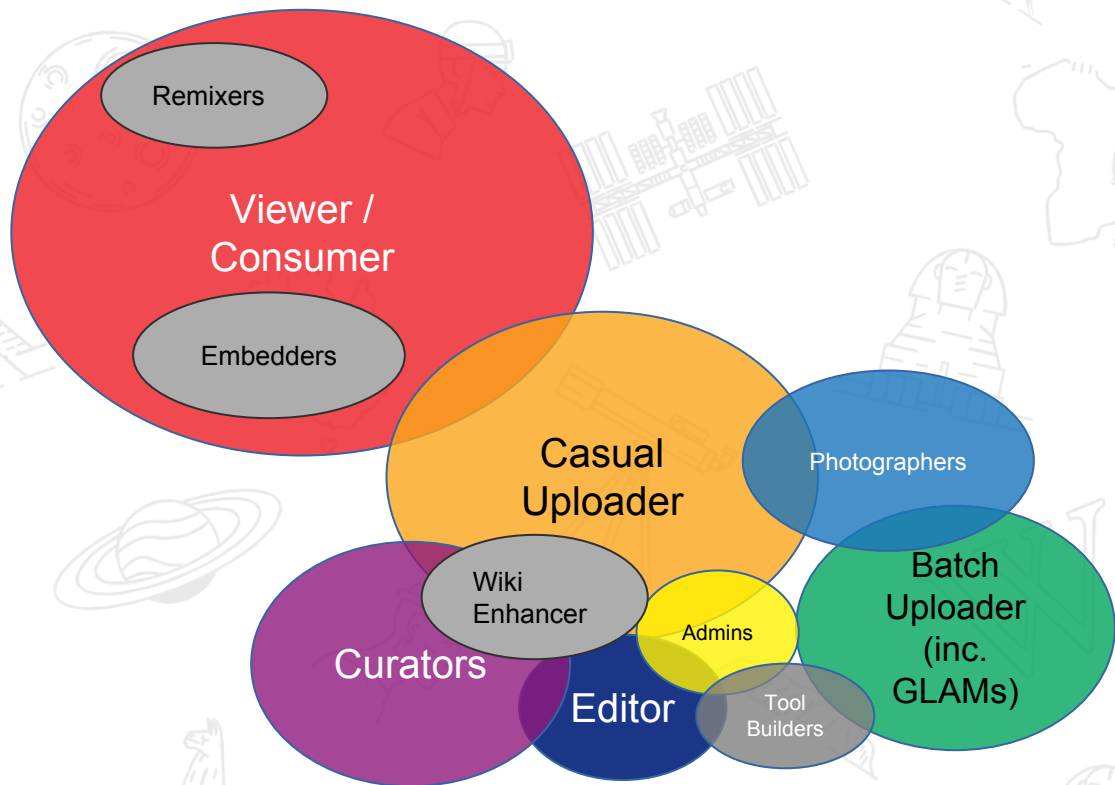 Remixers
Viewer /
Consumer
Embedders
Casual
Uploader
Photographers
Batch
Uploader
(inc.
GLAMs)
Wiki
Enhancer
Admins
Curators
Editor
Tool
Builders